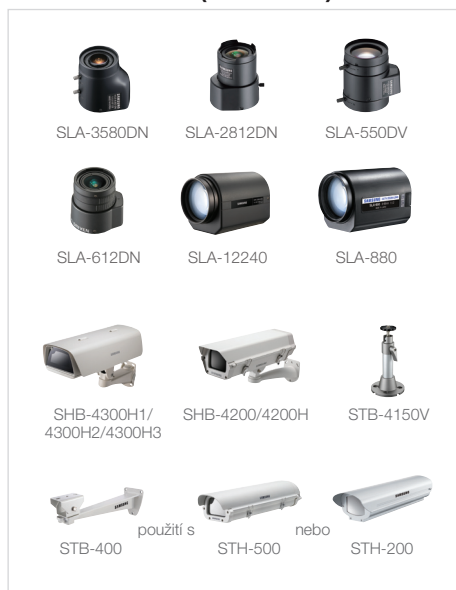 SLA-3580DN SLA-2812DN SLA-550DV
SLA-612DN SLA-12240 SLA-880
SHB-4300H1/ SHB-4200/4200H STB-4150V
4300H2/4300H3
použití s nebo
STB-400 STH-500 STH-200